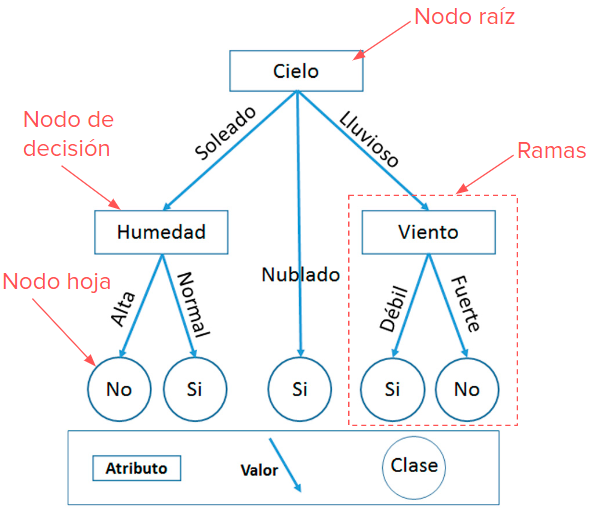 Nodo raíz
Cielo
Nodo de
decisión
Soleado
Lluvioso
Ramas
Humedad
Viento
Nublado
Nodo hoja
Alta
Normal
Débil
Fuerte
No
Si
Si
Si
No
Atributo
Valor
Clase